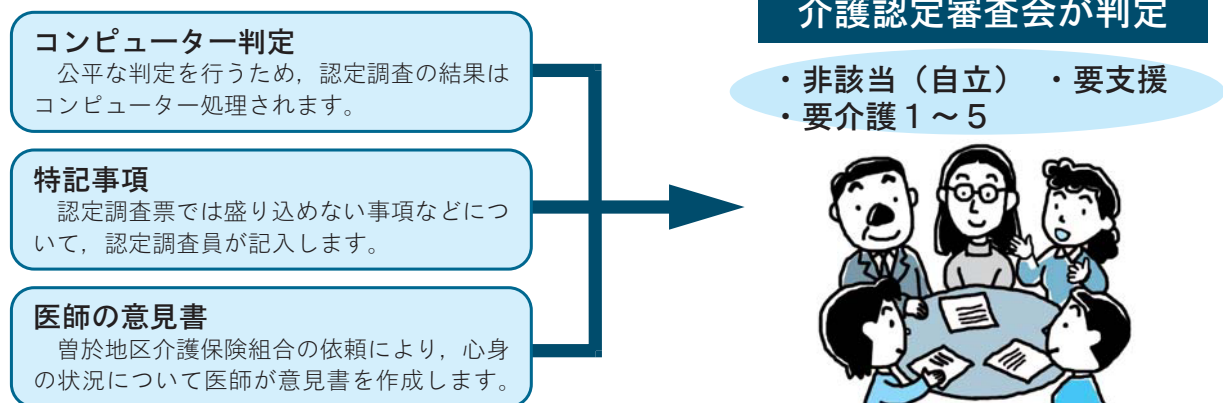 コンピューター判定
公平な判定を行うため，認定調査の結果は
コンピューター処理されます。
特記事項
認定調査票では盛り込めない事項などにつ
いて，認定調査員が記入します。
医師の意見書
曽於地区介護保険組合の依頼により，心身
の状況について医師が意見書を作成します。
介護認定審査会が判定
・非該当（自立）　・要支援
・要介護１～５